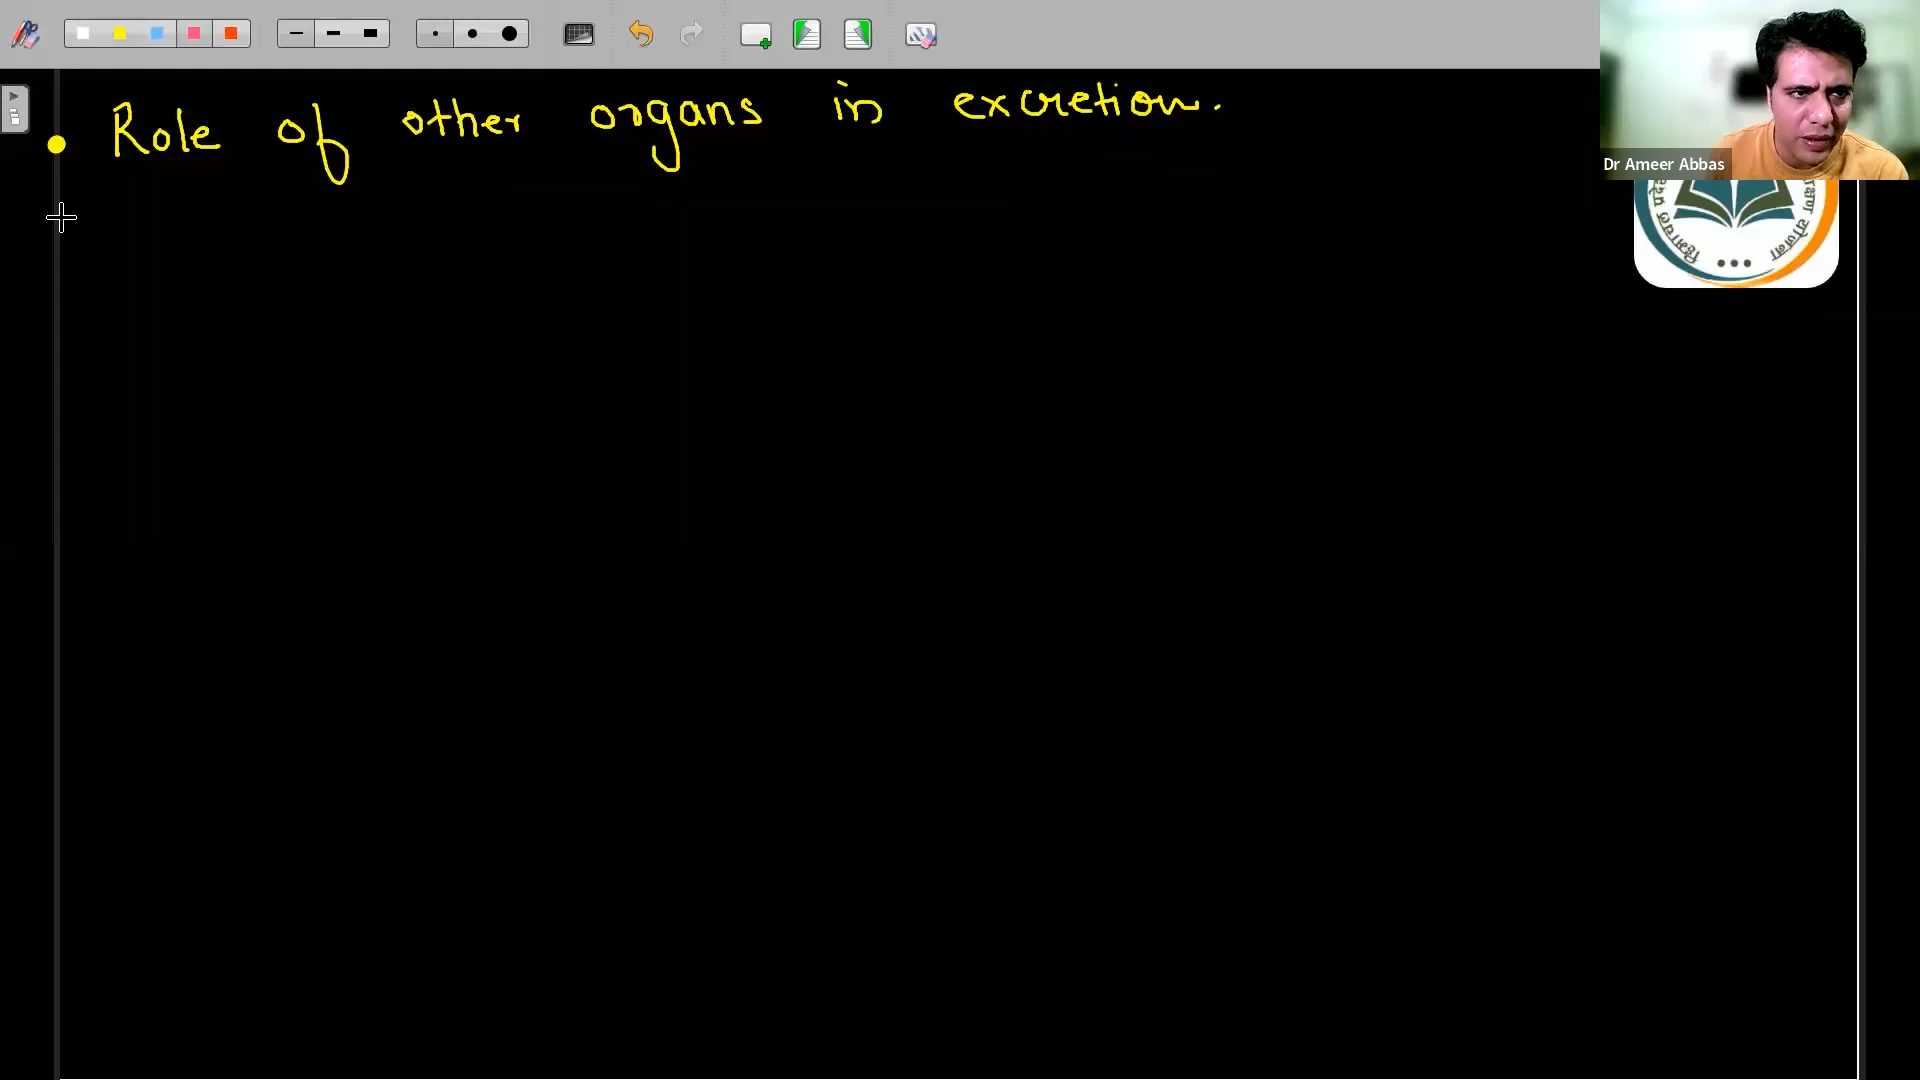 Role of other organs in excretion.
Dr Ameer Abbas